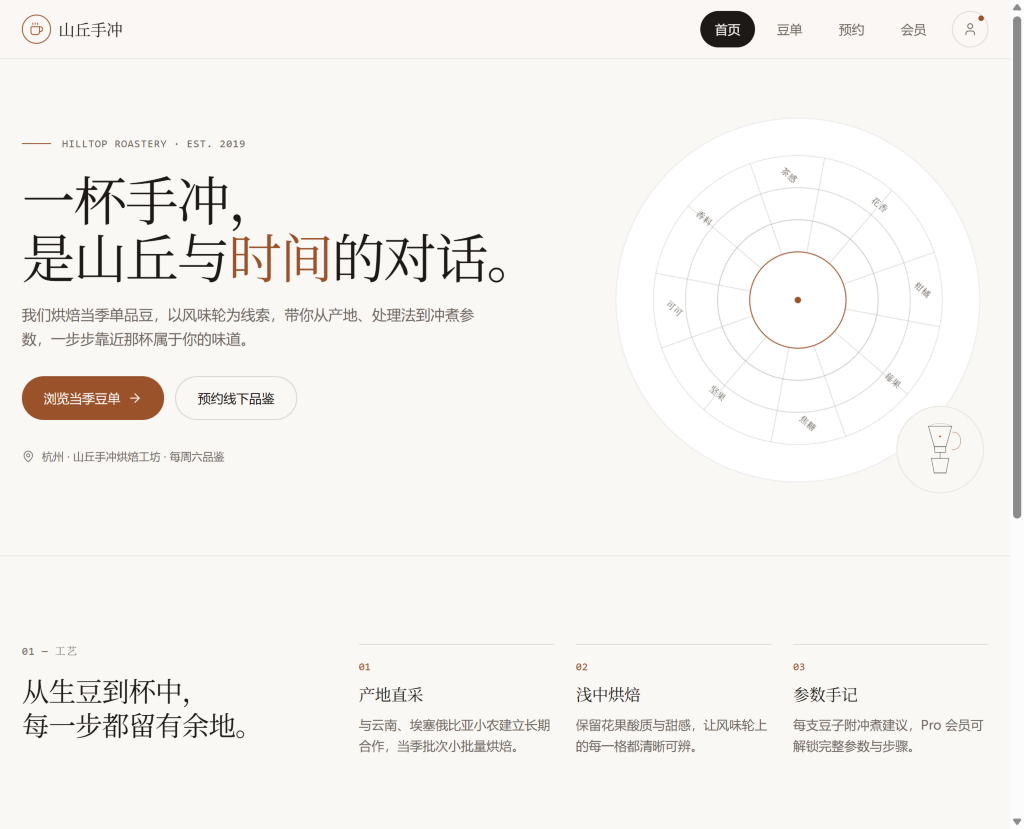 山丘手冲
首页
豆单
预约
会员
HILLTOP ROASTERY · EST. 2019
一杯手冲，
是山丘与时间的对话。
我们烘焙当季单品豆，以风味轮为线索，带你从产地、处理法到冲煮参
数，一步步靠近那杯属于你的味道。
浏览当季豆单 →
预约线下品鉴
杭州 · 山丘手冲烘焙工坊 · 每周六品鉴
茶感
花香
柑橘
莓果
焦糖
坚果
可可
香料
01 — 工艺
从生豆到杯中，
每一步都留有余地。
01
产地直采
与云南、埃塞俄比亚小农建立长期
合作，当季批次小批量烘焙。
02
浅中烘焙
保留花果酸质与甜感，让风味轮上
的每一格都清晰可辨。
03
参数手记
每支豆子附冲煮建议，Pro 会员可
解锁完整参数与步骤。